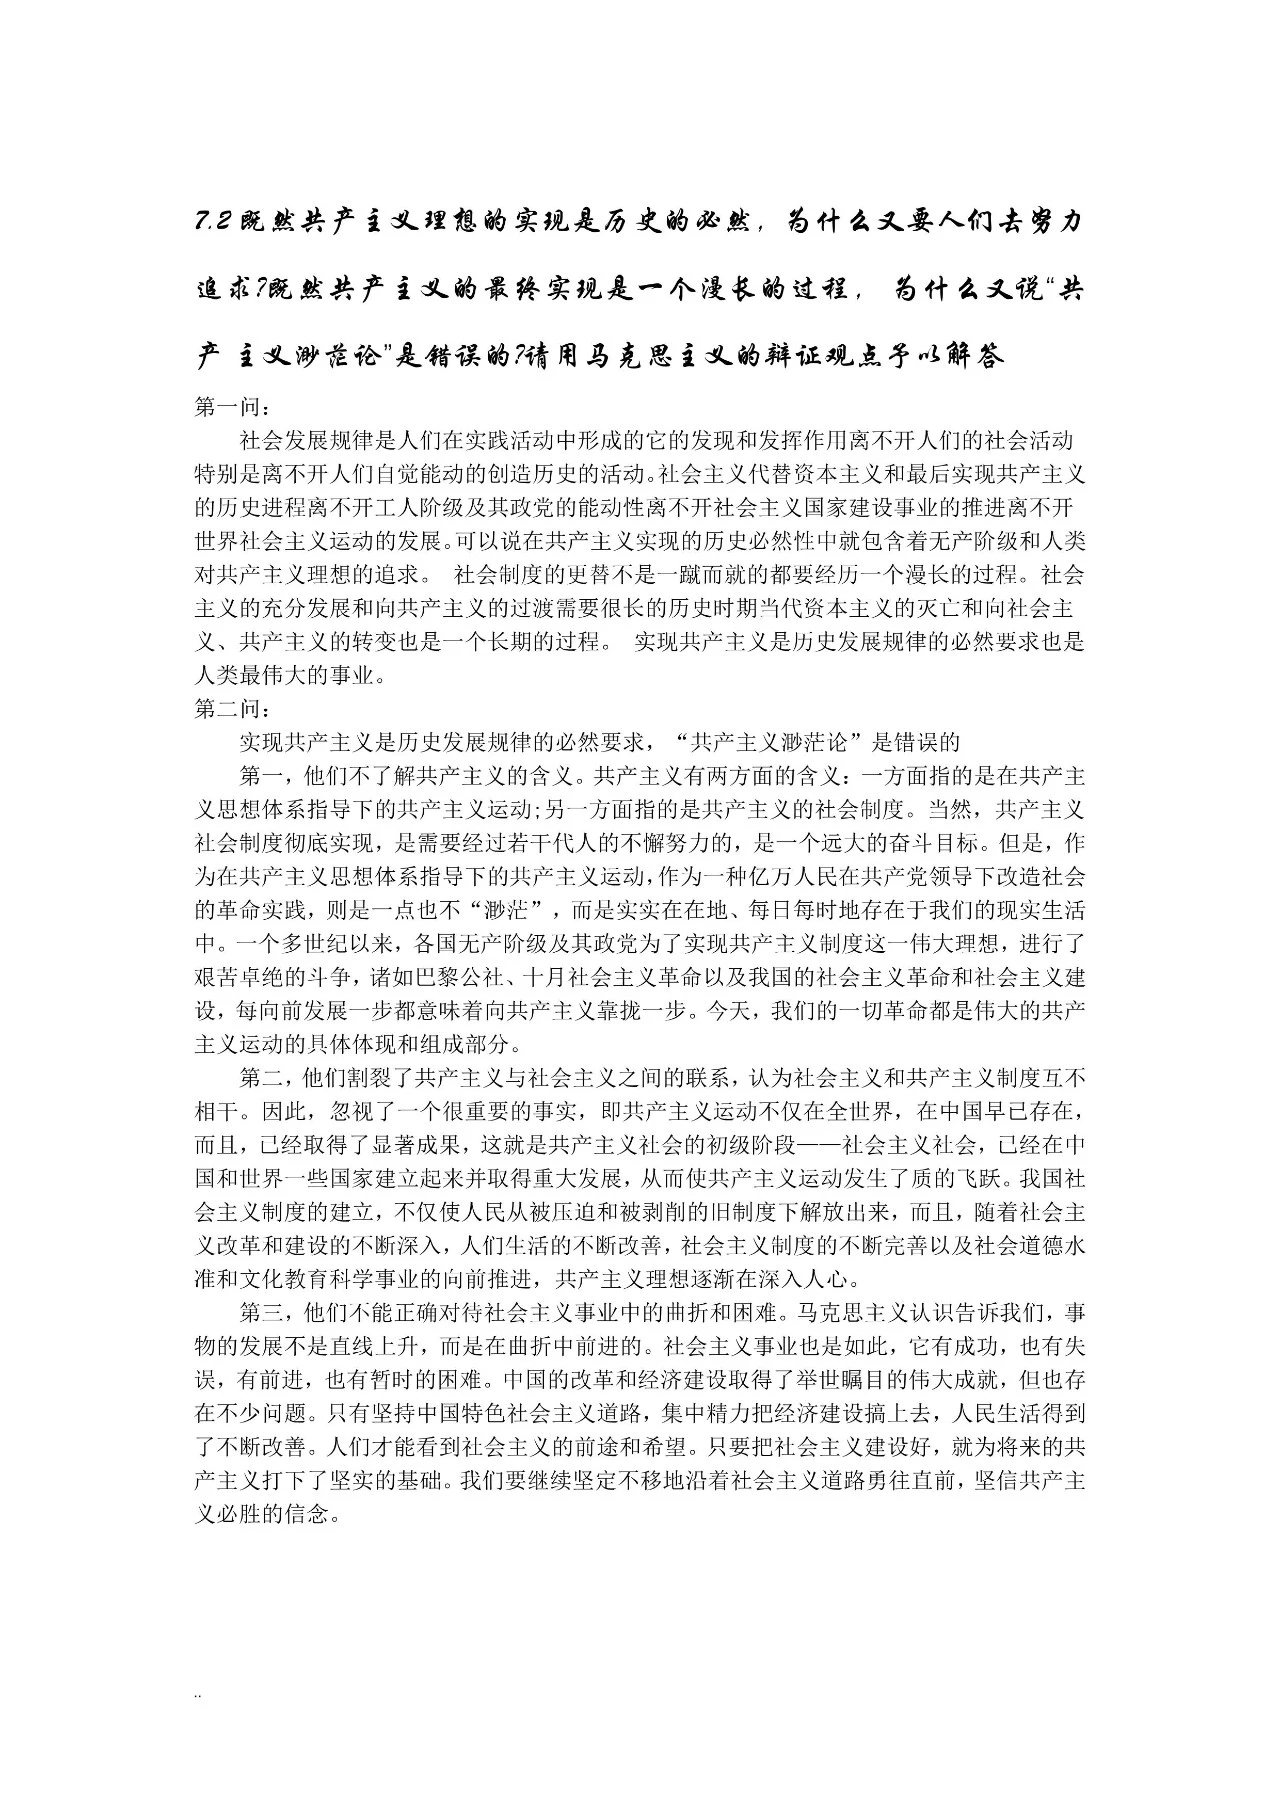 7.2既然共产主义理想的实现是历史的必然，为什么又要人们去努力
追求?既然共产主义的最终实现是一个漫长的过程， 为什么又说“共
产 主义渺茫论”是错误的?请用马克思主义的辩证观点予以解答
第一问：
社会发展规律是人们在实践活动中形成的它的发现和发挥作用离不开人们的社会活动
特别是离不开人们自觉能动的创造历史的活动。社会主义代替资本主义和最后实现共产主义
的历史进程离不开工人阶级及其政党的能动性离不开社会主义国家建设事业的推进离不开
世界社会主义运动的发展。可以说在共产主义实现的历史必然性中就包含着无产阶级和人类
对共产主义理想的追求。 社会制度的更替不是一蹴而就的都要经历一个漫长的过程。社会
主义的充分发展和向共产主义的过渡需要很长的历史时期当代资本主义的灭亡和向社会主
义、共产主义的转变也是一个长期的过程。 实现共产主义是历史发展规律的必然要求也是
人类最伟大的事业。
第二问：
实现共产主义是历史发展规律的必然要求，“共产主义渺茫论”是错误的
第一，他们不了解共产主义的含义。共产主义有两方面的含义：一方面指的是在共产主
义思想体系指导下的共产主义运动;另一方面指的是共产主义的社会制度。当然，共产主义
社会制度彻底实现，是需要经过若干代人的不懈努力的，是一个远大的奋斗目标。但是，作
为在共产主义思想体系指导下的共产主义运动，作为一种亿万人民在共产党领导下改造社会
的革命实践，则是一点也不“渺茫”，而是实实在在地、每日每时地存在于我们的现实生活
中。一个多世纪以来，各国无产阶级及其政党为了实现共产主义制度这一伟大理想，进行了
艰苦卓绝的斗争，诸如巴黎公社、十月社会主义革命以及我国的社会主义革命和社会主义建
设，每向前发展一步都意味着向共产主义靠拢一步。今天，我们的一切革命都是伟大的共产
主义运动的具体体现和组成部分。
第二，他们割裂了共产主义与社会主义之间的联系，认为社会主义和共产主义制度互不
相干。因此，忽视了一个很重要的事实，即共产主义运动不仅在全世界，在中国早已存在，
而且，已经取得了显著成果，这就是共产主义社会的初级阶段——社会主义社会，已经在中
国和世界一些国家建立起来并取得重大发展，从而使共产主义运动发生了质的飞跃。我国社
会主义制度的建立，不仅使人民从被压迫和被剥削的旧制度下解放出来，而且，随着社会主
义改革和建设的不断深入，人们生活的不断改善，社会主义制度的不断完善以及社会道德水
准和文化教育科学事业的向前推进，共产主义理想逐渐在深入人心。
第三，他们不能正确对待社会主义事业中的曲折和困难。马克思主义认识告诉我们，事
物的发展不是直线上升，而是在曲折中前进的。社会主义事业也是如此，它有成功，也有失
误，有前进，也有暂时的困难。中国的改革和经济建设取得了举世瞩目的伟大成就，但也存
在不少问题。只有坚持中国特色社会主义道路，集中精力把经济建设搞上去，人民生活得到
了不断改善。人们才能看到社会主义的前途和希望。只要把社会主义建设好，就为将来的共
产主义打下了坚实的基础。我们要继续坚定不移地沿着社会主义道路勇往直前，坚信共产主
义必胜的信念。
..